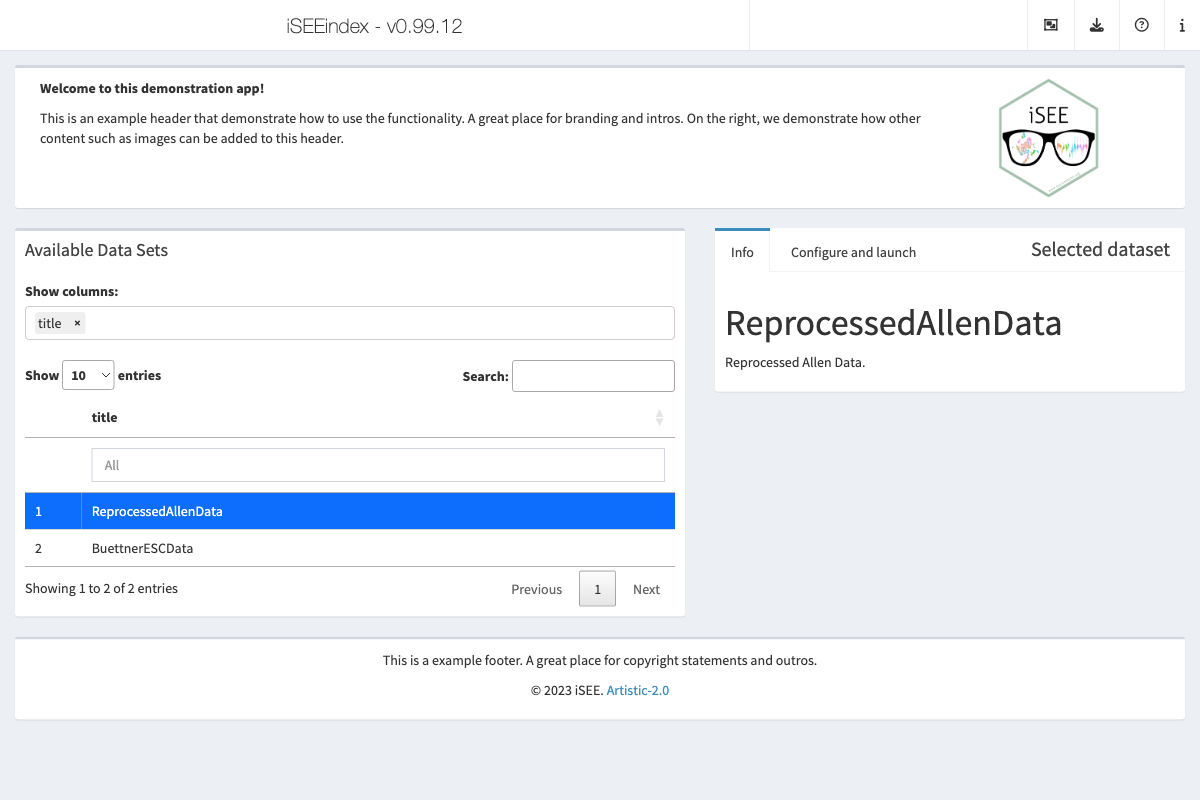 iSEEindex - v0.99.12
Welcome to this demonstration app!
This is an example header that demonstrate how to use the functionality. A great place for branding and intros. On the right, we demonstrate how other
content such as images can be added to this header.
iSEE
Available Data Sets
Show columns:
title ×
Show 10 entries
Search:
title
All
1 ReprocessedAllenData
2 BuettnerESCData
Showing 1 to 2 of 2 entries
Previous 1 Next
Info Configure and launch Selected dataset
ReprocessedAllenData
Reprocessed Allen Data.
This is a example footer. A great place for copyright statements and outros.
© 2023 iSEE. Artistic-2.0